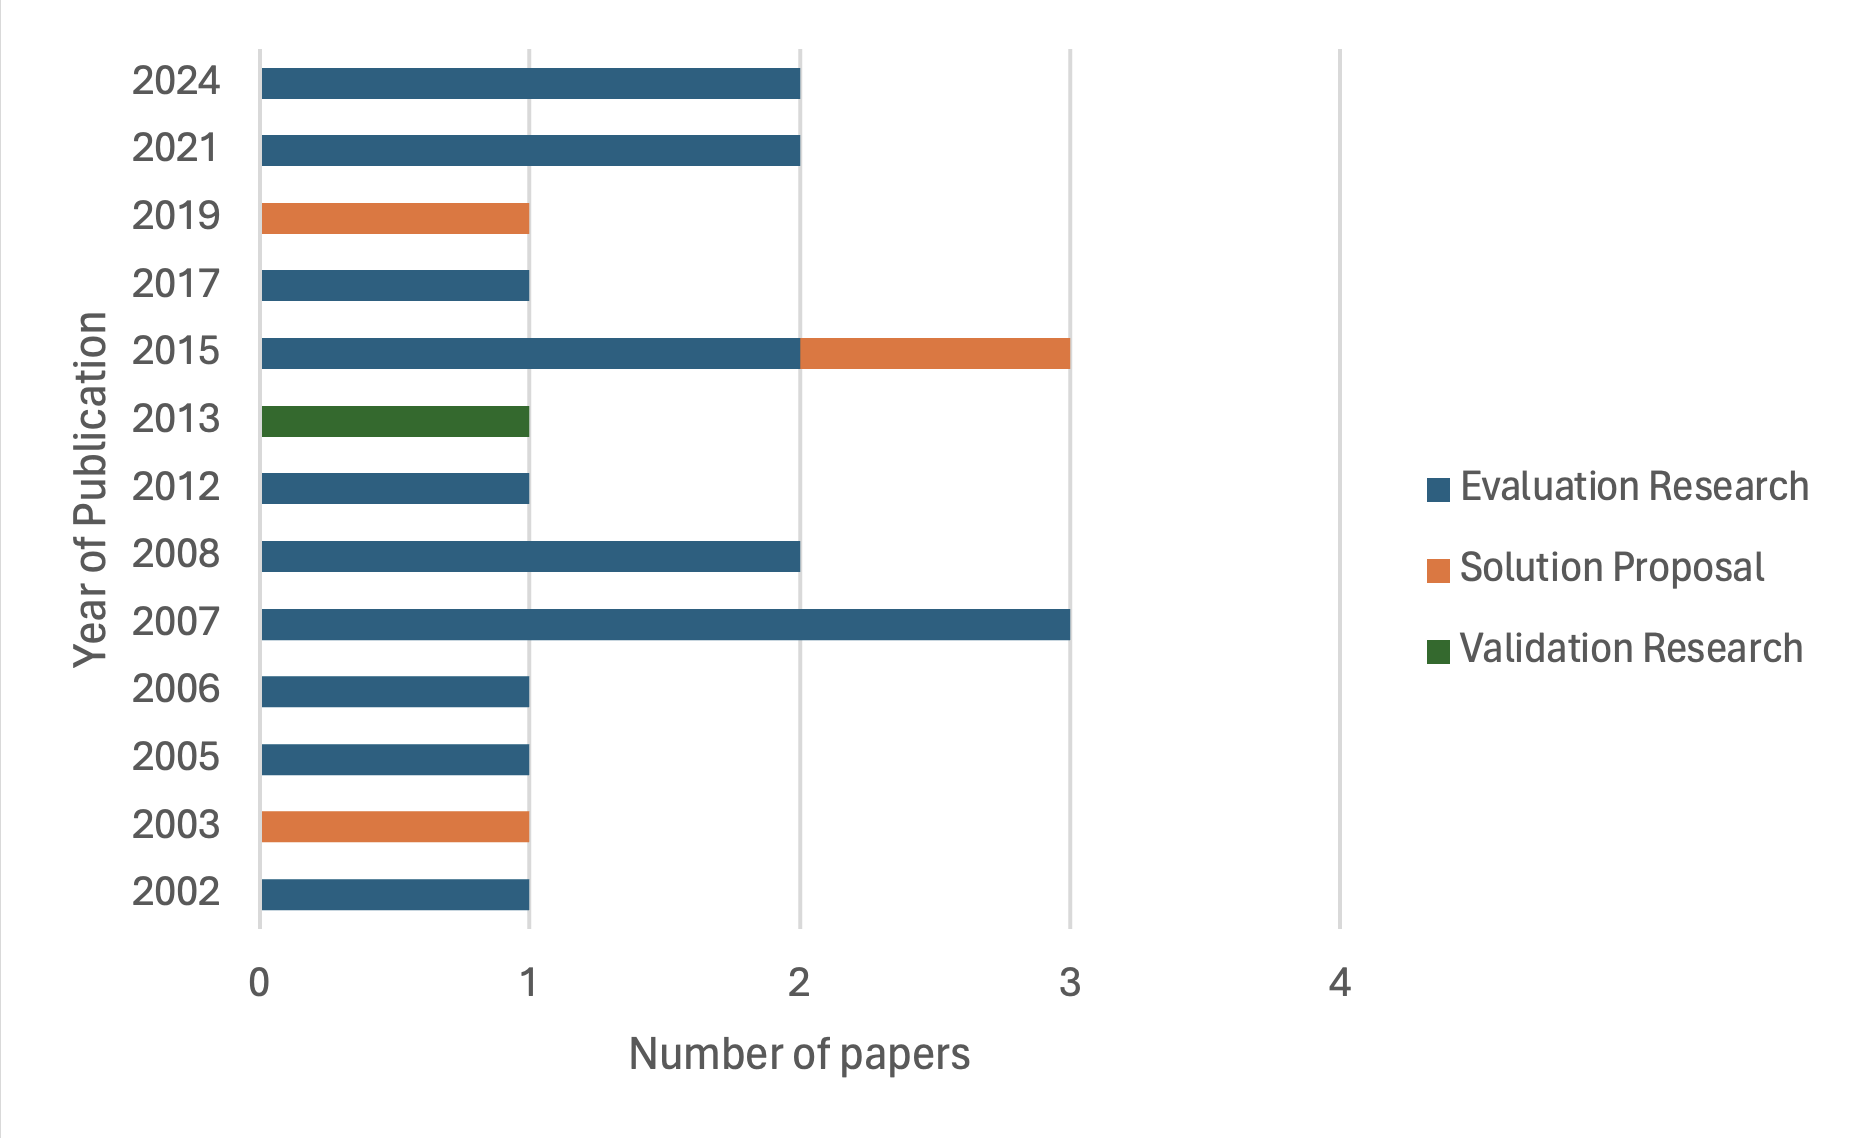 2024
2021
2019
2017
2015
2013
2012
2008
2007
2006
2005
2003
2002
Year of Publication
0 1 2 3 4
Number of papers
Evaluation Research
Solution Proposal
Validation Research